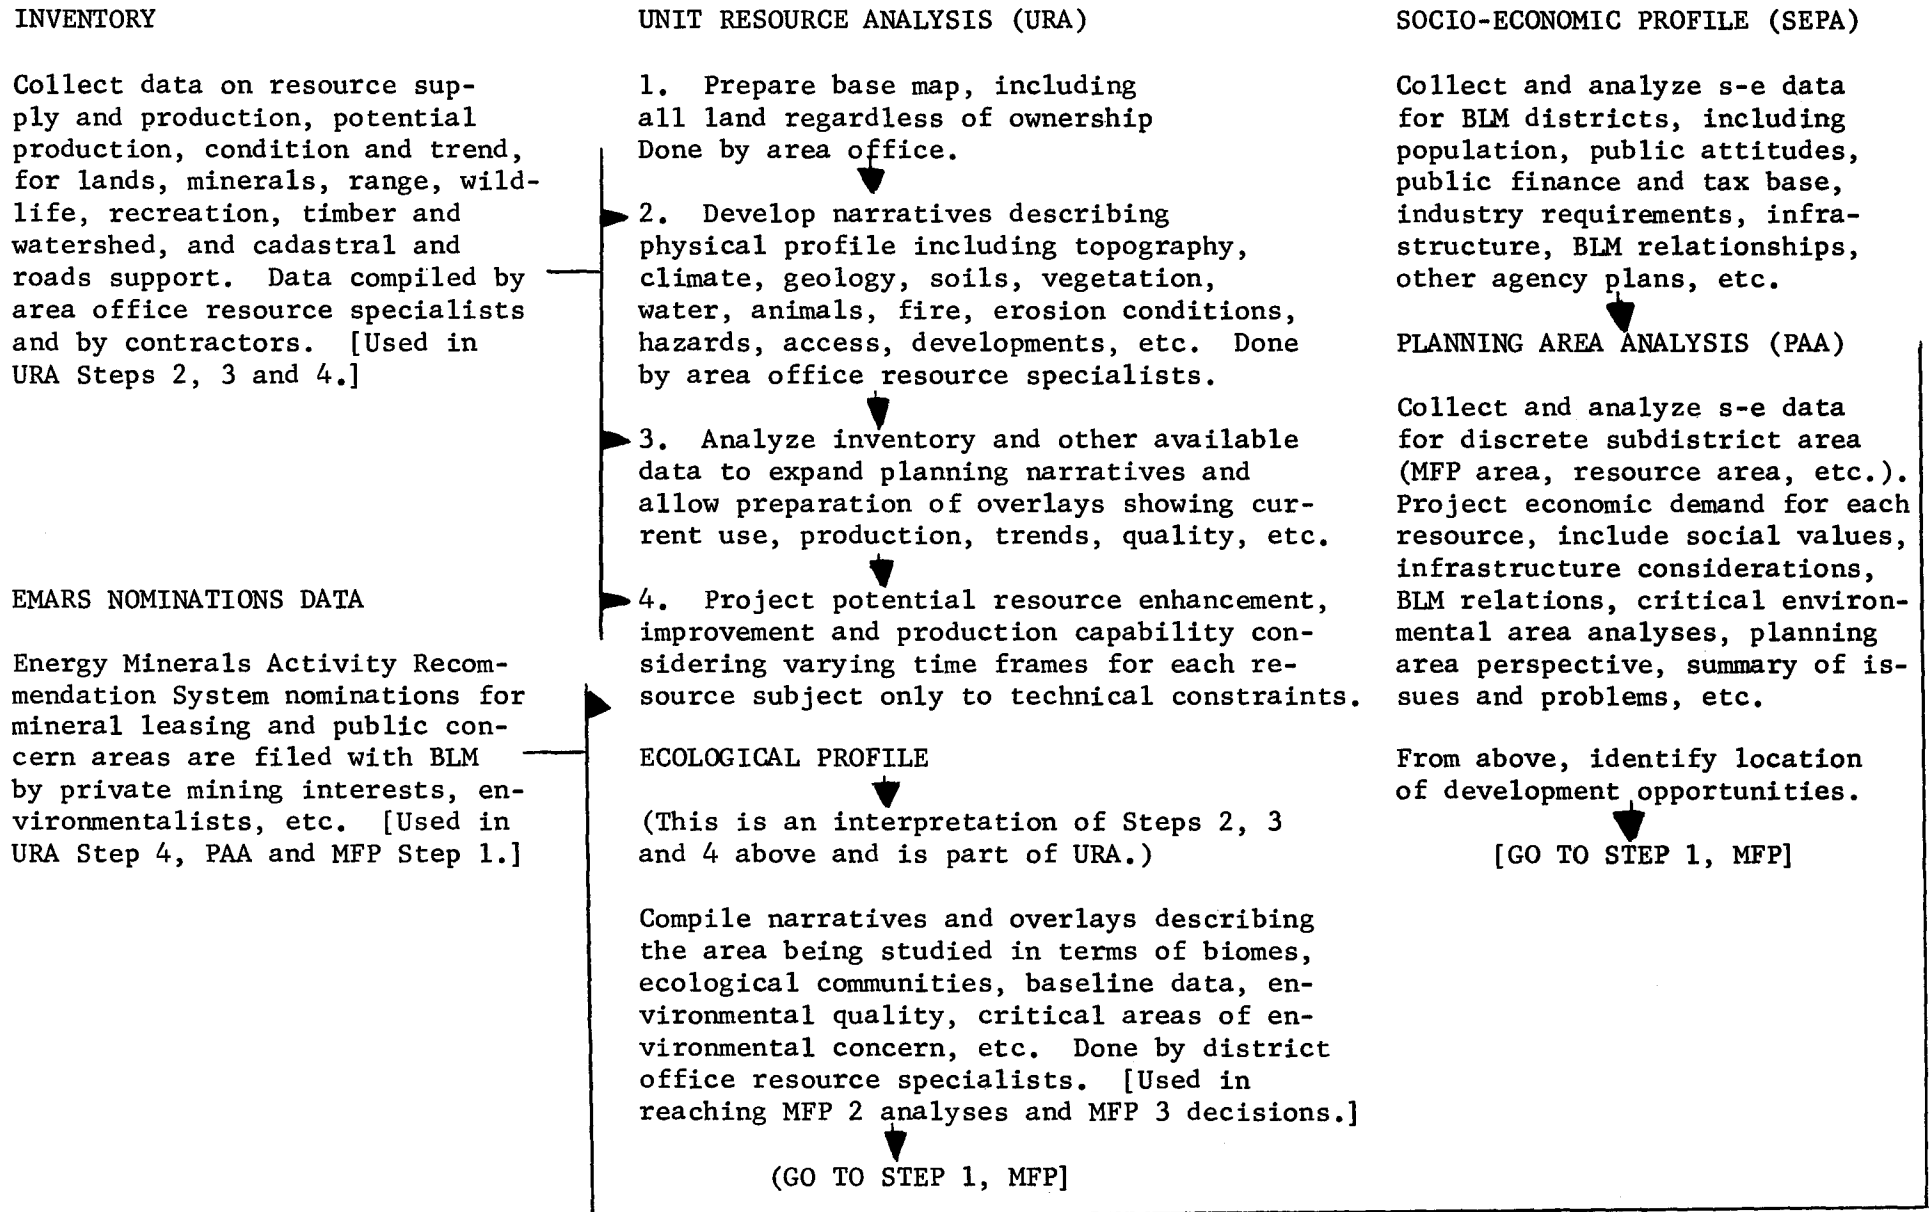 INVENTORY
Collect data on resource sup-
ply and production, potential
production, condition and trend,
for lands, minerals, range, wild-
life, recreation, timber and
watershed, and cadastral and
roads support.  Data compiled by
area office resource specialists
and by contractors.  [Used in
URA Steps 2, 3 and 4.]
EMARS NOMINATIONS DATA
Energy Minerals Activity Recom-
mendation System nominations for
mineral leasing and public con-
cern areas are filed with BLM
by private mining interests, en-
vironmentalists, etc.  [Used in
URA Step 4, PAA and MFP Step 1.]
UNIT RESOURCE ANALYSIS (URA)
1.  Prepare base map, including
all land regardless of ownership
Done by area office.
2.  Develop narratives describing
physical profile including topography,
climate, geology, soils, vegetation,
water, animals, fire, erosion conditions,
hazards, access, developments, etc.  Done
by area office resource specialists.
3.  Analyze inventory and other available
data to expand planning narratives and
allow preparation of overlays showing cur-
rent use, production, trends, quality, etc.
4.  Project potential resource enhancement,
improvement and production capability con-
sidering varying time frames for each re-
source subject only to technical constraints.
ECOLOGICAL PROFILE
(This is an interpretation of Steps 2, 3
and 4 above and is part of URA.)
Compile narratives and overlays describing
the area being studied in terms of biomes,
ecological communities, baseline data, en-
vironmental quality, critical areas of en-
vironmental concern, etc.  Done by district
office resource specialists.  [Used in
reaching MFP 2 analyses and MFP 3 decisions.]
(GO TO STEP 1, MFP]
SOCIO-ECONOMIC PROFILE (SEPA)
Collect and analyze s-e data
for BLM districts, including
population, public attitudes,
public finance and tax base,
industry requirements, infra-
structure, BLM relationships,
other agency plans, etc.
PLANNING AREA ANALYSIS (PAA)
Collect and analyze s-e data
for discrete subdistrict area
(MFP area, resource area, etc.).
Project economic demand for each
resource, include social values,
infrastructure considerations,
BLM relations, critical environ-
mental area analyses, planning
area perspective, summary of is-
sues and problems, etc.
From above, identify location
of development opportunities.
[GO TO STEP 1, MFP]